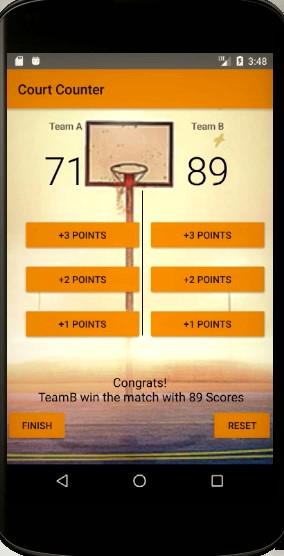 3:48
Court Counter
Team A Team B
71 89
+3 POINTS +3 POINTS
+2 POINTS +2 POINTS
+1 POINTS +1 POINTS
Congrats!
TeamB win the match with 89 Scores
FINISH RESET